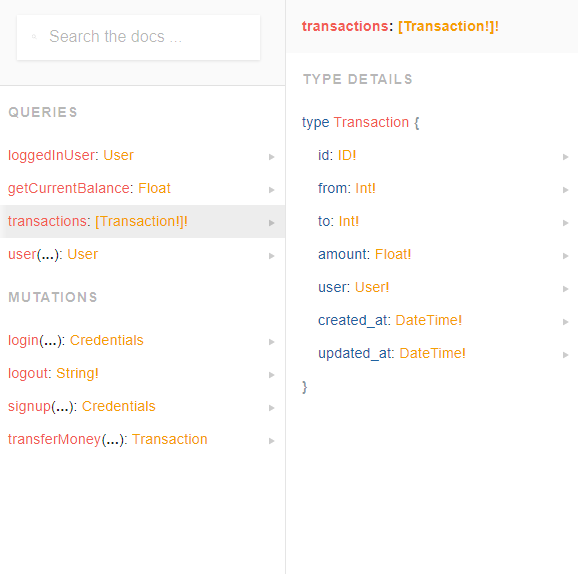 Search the docs ...
QUERIES
loggedInUser: User
getCurrentBalance: Float
transactions: [Transaction!]!
user(...): User
MUTATIONS
login(...): Credentials
logout: String!
signup(...): Credentials
transferMoney(...): Transaction
transactions: [Transaction!]!
TYPE DETAILS
type Transaction {
id: ID!
from: Int!
to: Int!
amount: Float!
user: User!
created_at: DateTime!
updated_at: DateTime!
}